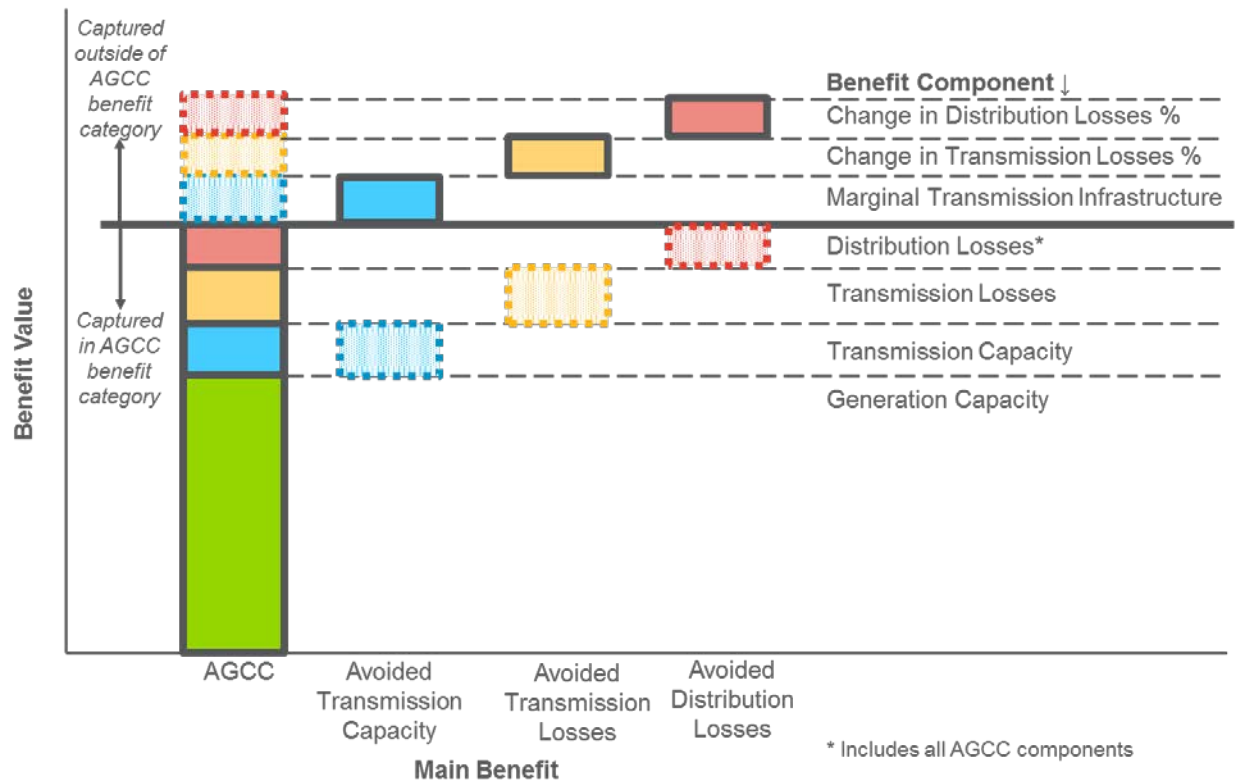 Captured
outside of
AGCC
benefit
category
Benefit Component ↓
Change in Distribution Losses %
Change in Transmission Losses %
Marginal Transmission Infrastructure
Distribution Losses*
Transmission Losses
Transmission Capacity
Generation Capacity
Captured
in AGCC
benefit
category
Benefit Value
AGCC
Avoided
Transmission
Capacity
Avoided
Transmission
Losses
Avoided
Distribution
Losses
* Includes all AGCC components
Main Benefit